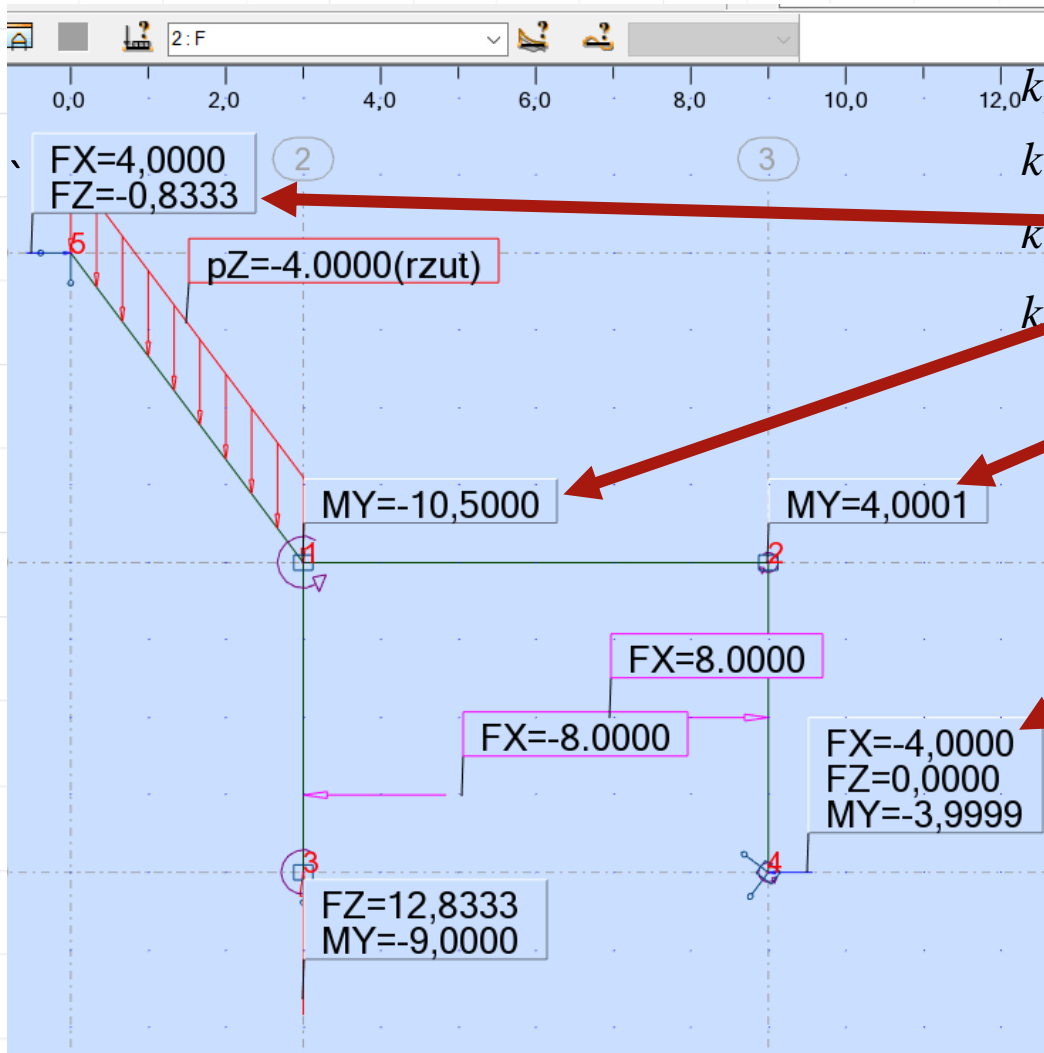 2 : F
0,0 2,0 4,0 6,0 8,0 10,0 12,0 k
FX=4,0000
FZ=-0,8333
2
3
k
5
k
pZ=-4.0000(rzut)
k
MY=-10,5000
MY=4,0001
1
2
FX=8.0000
FX=-8.0000
FX=-4,0000
FZ=0,0000
MY=-3,9999
3
4
FZ=12,8333
MY=-9,0000